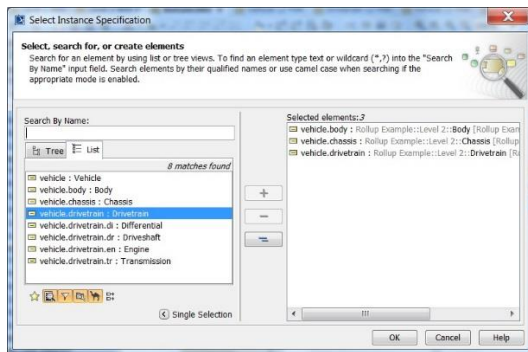 Select Instance Specification
Select, search for, or create elements
Search for an element by using list or tree views. To find an element type text or wildcard (*,?) into the "Search
By Name" input field. Search elements by their qualified names or use camel case when searching if the
appropriate mode is enabled.
Search By Name:
Tree List
8 matches found
vehicle : Vehicle
vehicle.body : Body
vehicle.chassis : Chassis
vehicle.drivetrain : Drivetrain
vehicle.drivetrain.di : Differential
vehicle.drivetrain.dr : Driveshaft
vehicle.drivetrain.en : Engine
vehicle.drivetrain.tr : Transmission
Single Selection
Selected elements:3
vehicle.body : Rollup Example::Level 2::Body [Rollup Exan
vehicle.chassis : Rollup Example::Level 2::Chassis [Rollup
vehicle.drivetrain : Rollup Example::Level 2::Drivetrain [R
OK Cancel Help